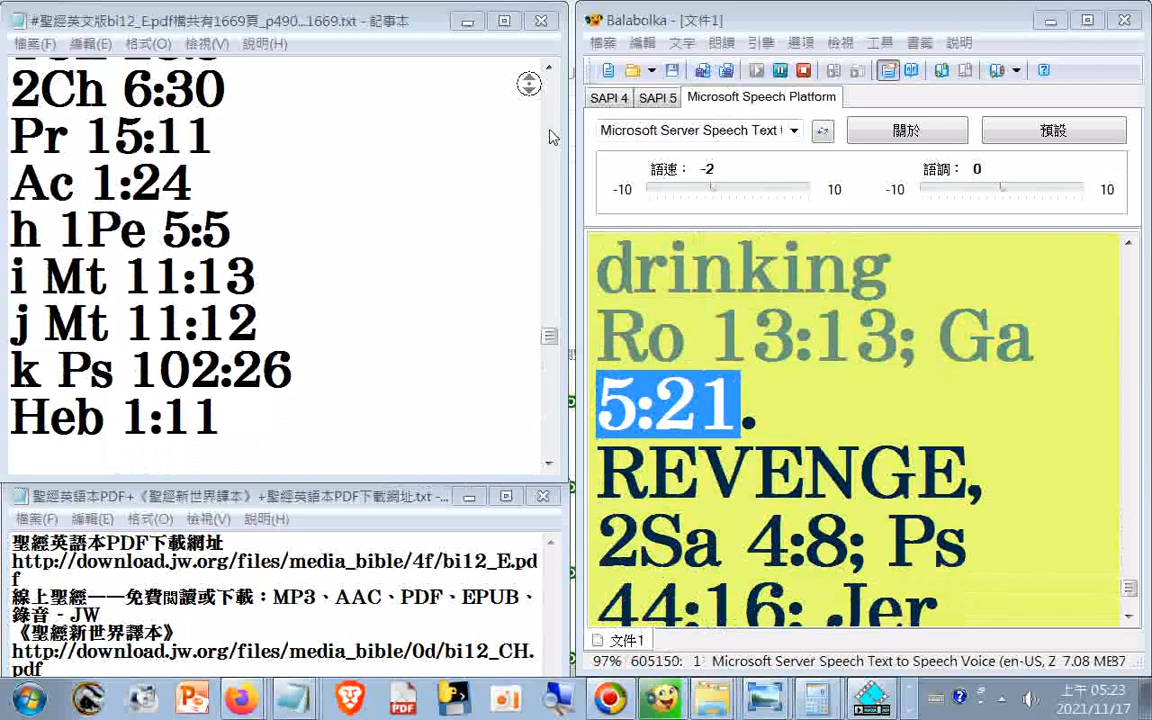 #聖經英文版bi12_E.pdf檔共有1669頁_p490...1669.txt - 記事本
檔案(F) 編輯(E) 格式(O) 檢視(V) 說明(H)
2Ch 6:30
Pr 15:11
Ac 1:24
h 1Pe 5:5
i Mt 11:13
j Mt 11:12
k Ps 102:26
Heb 1:11
聖經英語本PDF+《聖經新世界譯本》+聖經英語本PDF下載網址.txt -...
檔案(F) 編輯(E) 格式(O) 檢視(V) 說明(H)
聖經英語本PDF下載網址
http://download.jw.org/files/media_bible/4f/bi12_E.pd
f
線上聖經——免費閱讀或下載：MP3、AAC、PDF、EPUB、
錄音 - JW
《聖經新世界譯本》
http://download.jw.org/files/media_bible/0d/bi12_CH.
pdf
Balabolka - [文件1]
檔案 編輯 文字 朗讀 引擎 選項 檢視 工具 書籤 說明
SAPI 4 SAPI 5 Microsoft Speech Platform
Microsoft Server Speech Text 關於 預設
語速： -2 語調： 0
-10 10 -10 10
drinking
Ro 13:13; Ga
5:21.
REVENGE,
2Sa 4:8; Ps
44:16; Jer
文件1
97% 605150: 1 Microsoft Server Speech Text to Speech Voice (en-US, Z 7.08 MB
PDF
上午 05:23
2021/11/17